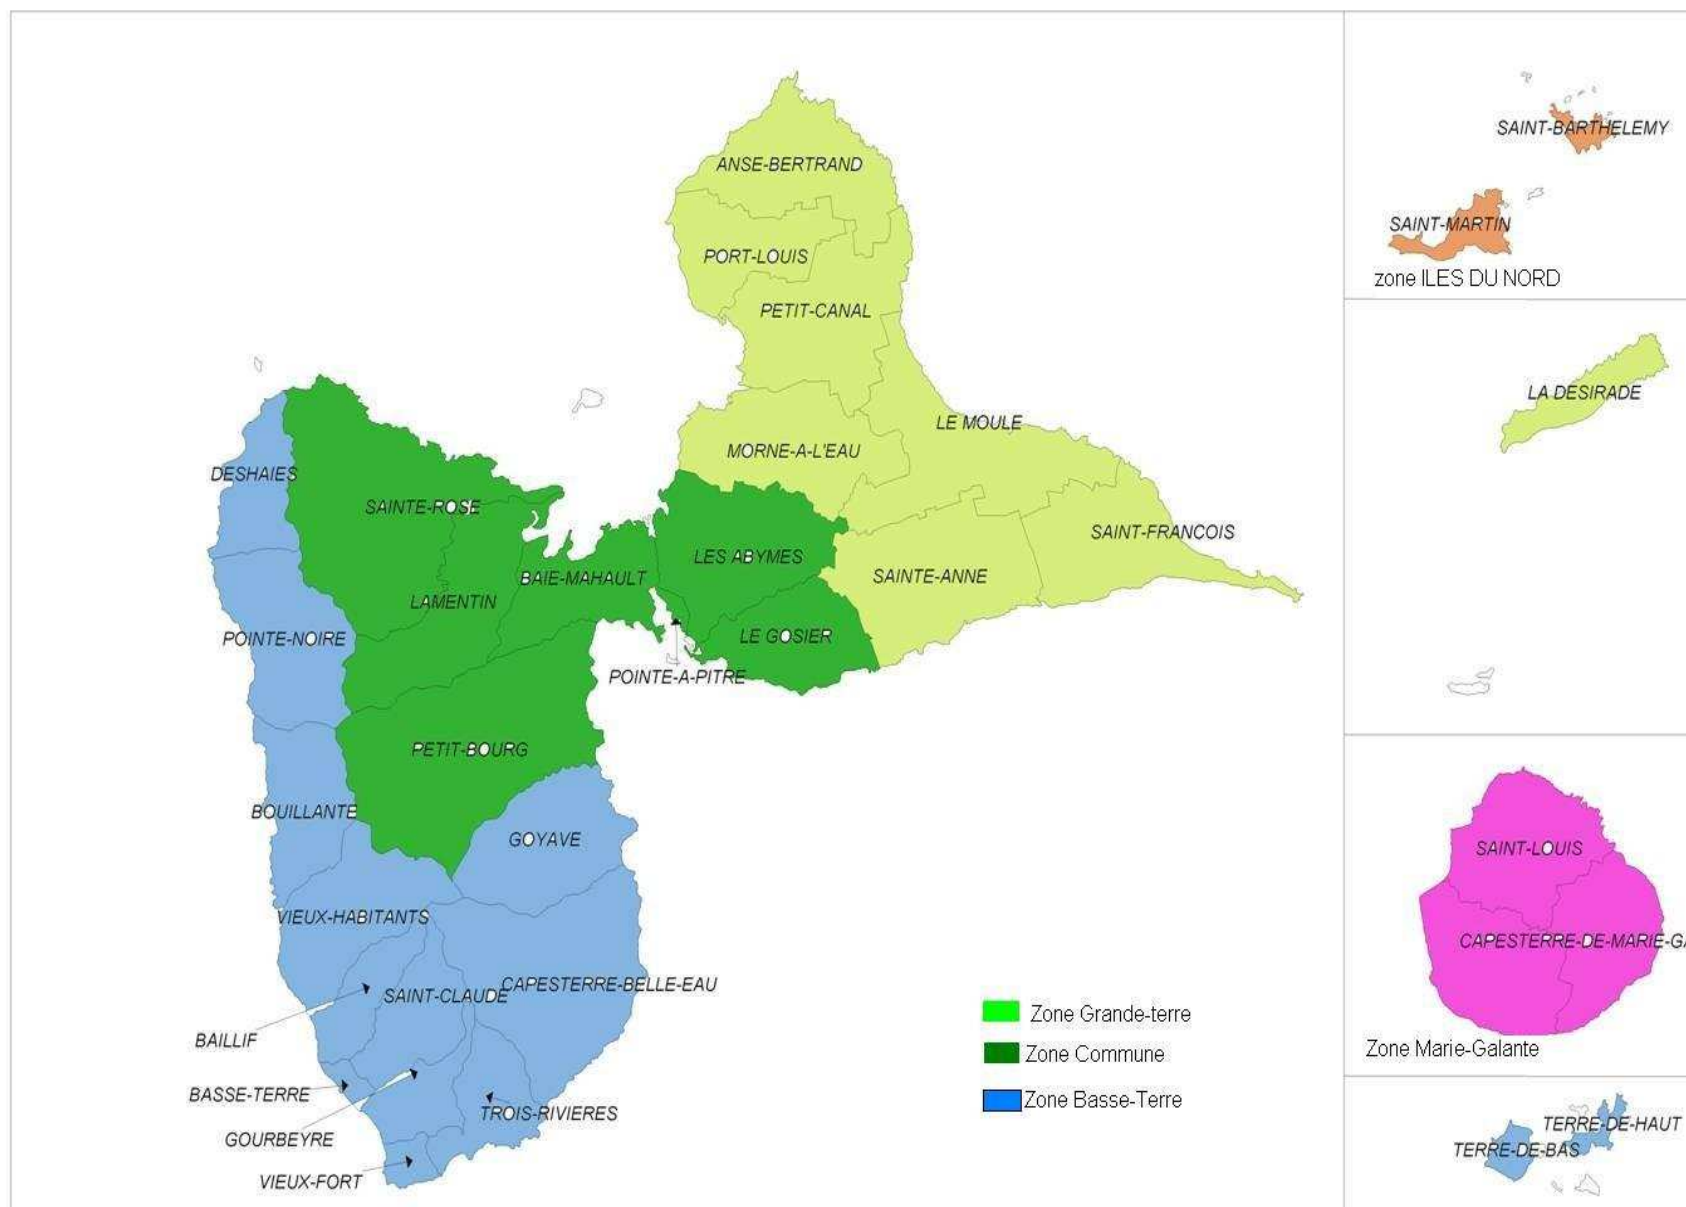 SAINT-BARTHELEMY
ANSE-BERTRAND
SAINT-MARTIN
PORT-LOUIS
zone ILES DU NORD
PETIT-CANAL
LA DESIRADE
LE MOULE
MORNE-A-L'EAU
DESHAIES
SAINTE-ROSE
SAINT-FRANCOIS
LES ABYMES
BAIE-MAHAULT
SAINTE-ANNE
LAMENTIN
POINTE-NOIRE
LE GOSIER
POINTE-A-PITRE
PETIT-BOURG
BOUILLANTE
GOYAVE
SAINT-LOUIS
VIEUX-HABITANTS
CAPESTERRE-DE-MARIE-GA
CAPESTERRE-BELLE-EAU
SAINT-CLAUDE
Zone Grande-terre
BAILLIF
Zone Commune
Zone Marie-Galante
BASSE-TERRE
Zone Basse-Terre
TROIS-RIVIERES
TERRE-DE-HAUT
GOURBEYRE
TERRE-DE-BAS
VIEUX-FORT